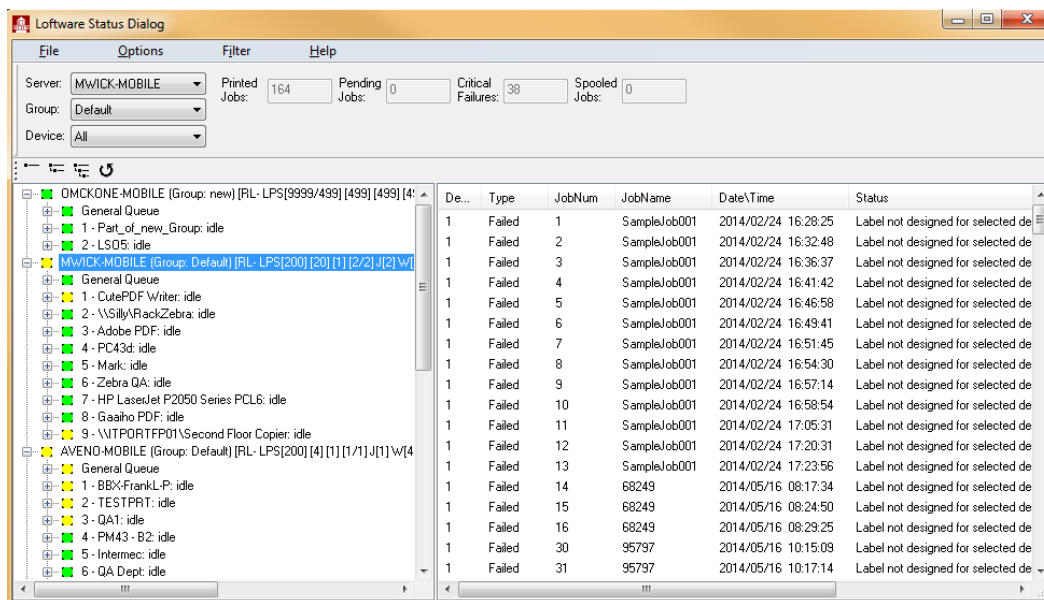 Loftware Status Dialog
File Options Filter Help
Server: MWICK-MOBILE Printed Jobs: 164 Pending Jobs: 0 Critical Failures: 38 Spooled Jobs: 0
Group: Default
Device: All
OMCKONE-MOBILE (Group: new) [RL- LPS[9999/499] [499] [499] [4
General Queue
1 - Part_of_new_Group: idle
2 - LSO5: idle
MWICK-MOBILE (Group: Default) [RL- LPS[200] [20] [1] [2/2] J[2] W[
General Queue
1 - CutePDF Writer: idle
2 - \\Silly\RackZebra: idle
3 - Adobe PDF: idle
4 - PC43d: idle
5 - Mark: idle
6 - Zebra QA: idle
7 - HP LaserJet P2050 Series PCL6: idle
8 - Gaaiho PDF: idle
9 - \\ITPORTFP01\Second Floor Copier: idle
AVENO-MOBILE (Group: Default) [RL- LPS[200] [4] [1] [1/1] J[1] W[4
General Queue
1 - BBX-FrankL-P: idle
2 - TESTPRT: idle
3 - QA1: idle
4 - PM43 - B2: idle
5 - Intermec: idle
6 - QA Dept: idle
De... Type JobNum JobName Date\Time Status
1 Failed 1 SampleJob001 2014/02/24 16:28:25 Label not designed for selected de
1 Failed 2 SampleJob001 2014/02/24 16:32:48 Label not designed for selected de
1 Failed 3 SampleJob001 2014/02/24 16:36:37 Label not designed for selected de
1 Failed 4 SampleJob001 2014/02/24 16:41:42 Label not designed for selected de
1 Failed 5 SampleJob001 2014/02/24 16:46:58 Label not designed for selected de
1 Failed 6 SampleJob001 2014/02/24 16:49:41 Label not designed for selected de
1 Failed 7 SampleJob001 2014/02/24 16:51:45 Label not designed for selected de
1 Failed 8 SampleJob001 2014/02/24 16:54:30 Label not designed for selected de
1 Failed 9 SampleJob001 2014/02/24 16:57:14 Label not designed for selected de
1 Failed 10 SampleJob001 2014/02/24 16:58:54 Label not designed for selected de
1 Failed 11 SampleJob001 2014/02/24 17:05:31 Label not designed for selected de
1 Failed 12 SampleJob001 2014/02/24 17:20:31 Label not designed for selected de
1 Failed 13 SampleJob001 2014/02/24 17:23:56 Label not designed for selected de
1 Failed 14 68249 2014/05/16 08:17:34 Label not designed for selected de
1 Failed 15 68249 2014/05/16 08:24:50 Label not designed for selected de
1 Failed 16 68249 2014/05/16 08:29:25 Label not designed for selected de
1 Failed 30 95797 2014/05/16 10:15:09 Label not designed for selected de
1 Failed 31 95797 2014/05/16 10:17:14 Label not designed for selected de